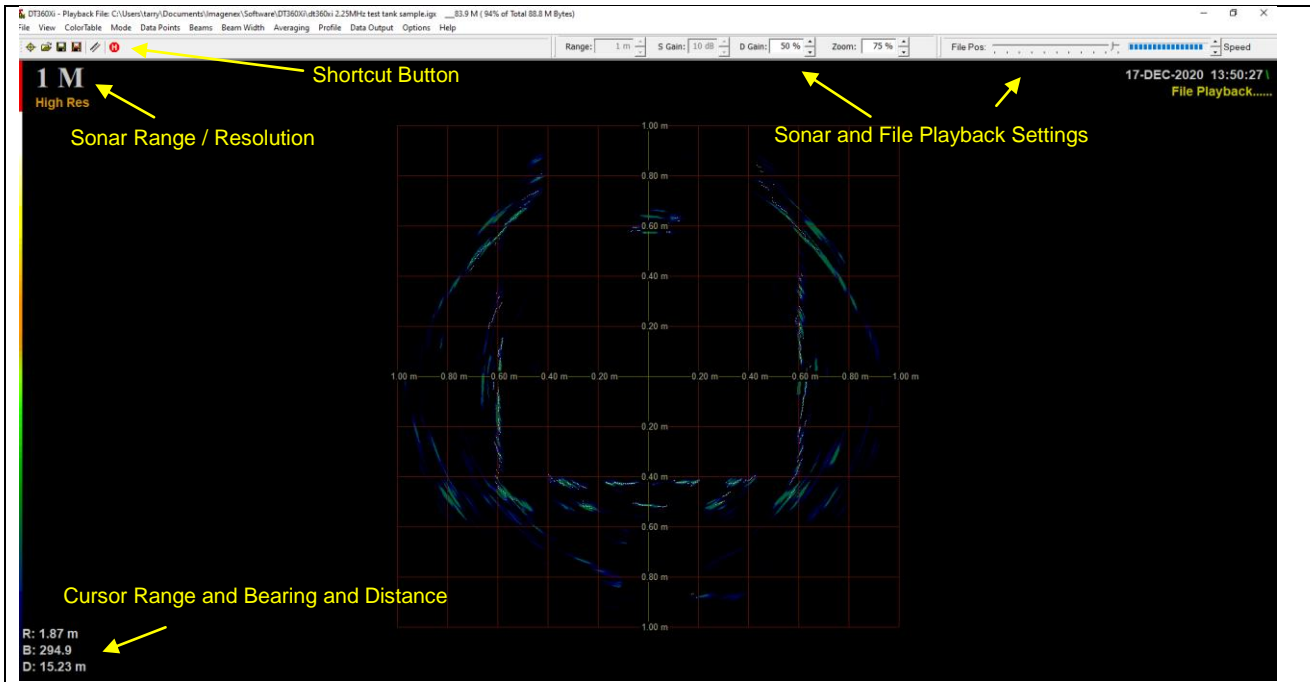 DT360Xi - Playback File: C:\Users\tarry\Documents\Imagenex\Software\DT360Xi\dt360xi 2.25MHz test tank sample.igx __83.9 M ( 94% of Total 88.8 M Bytes)
File View ColorTable Mode Data Points Beams Beam Width Averaging Profile Data Output Options Help
H Range: 1 m S Gain: 10 dB D Gain: 50 % Zoom: 75 % File Pos: Speed
Shortcut Button
1 M
High Res
17-DEC-2020 13:50:27 \
File Playback......
Sonar Range / Resolution
Sonar and File Playback Settings
1.00 m
0.80 m
0.60 m
0.40 m
0.20 m
1.00 m 0.80 m 0.60 m 0.40 m 0.20 m 0.20 m 0.40 m 0.60 m 0.80 m 1.00 m
0.20 m
0.40 m
0.60 m
0.80 m
1.00 m
Cursor Range and Bearing and Distance
R: 1.87 m
B: 294.9
D: 15.23 m